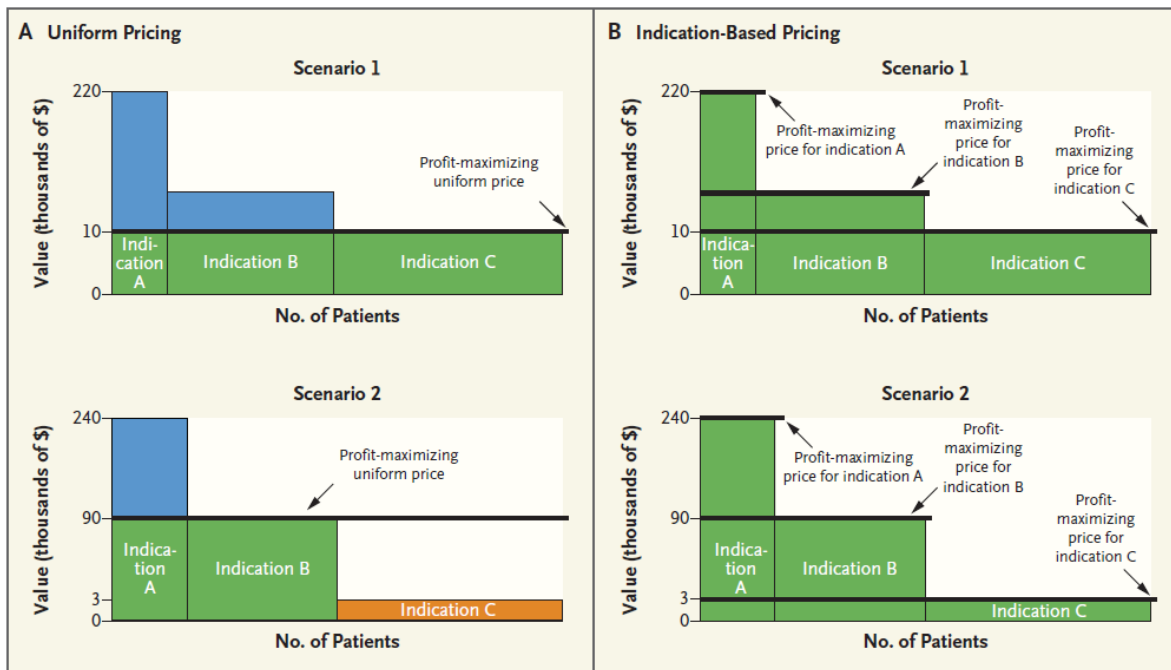 A Uniform Pricing
Scenario 1
Value (thousands of $)
220
10
0
Profit-maximizing
uniform price
Indi-
cation
A
Indication B
Indication C
No. of Patients
Scenario 2
Value (thousands of $)
240
90
3
0
Profit-maximizing
uniform price
Indica-
tion
A
Indication B
Indication C
No. of Patients
B Indication-Based Pricing
Scenario 1
Value (thousands of $)
220
10
0
Profit-maximizing
price for indication A
Profit-
maximizing
price for
indication B
Profit-
maximizing
price for
indication C
Indica-
tion
A
Indication B
Indication C
No. of Patients
Scenario 2
Value (thousands of $)
240
90
3
0
Profit-maximizing
price for indication A
Profit-
maximizing
price for
indication B
Profit-
maximizing
price for
indication C
Indica-
tion
A
Indication B
Indication C
No. of Patients